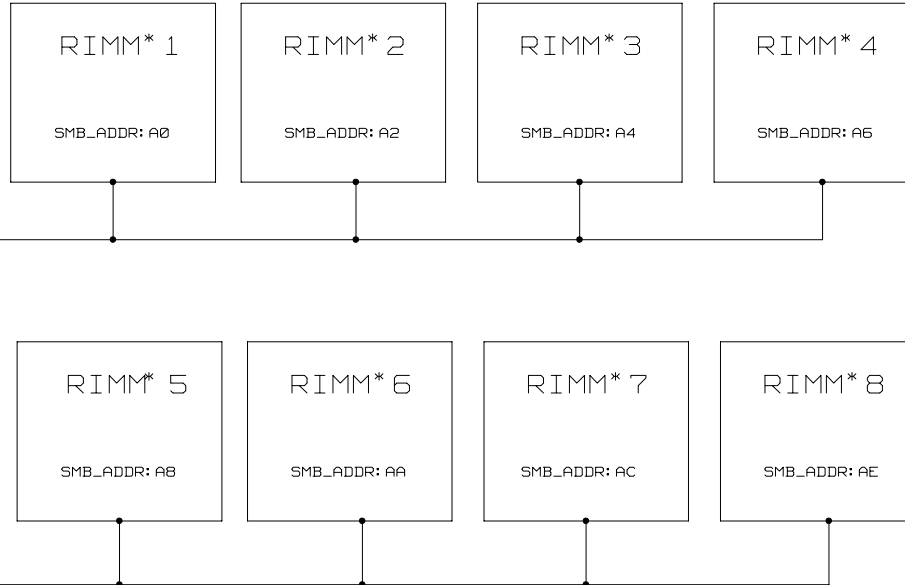 RIMM* 1 RIMM* 2 RIMM* 3 RIMM* 4
SMB_ADDR: A0 SMB_ADDR: A2 SMB_ADDR: A4 SMB_ADDR: A6
RIMM* 5 RIMM* 6 RIMM* 7 RIMM* 8
SMB_ADDR: A8 SMB_ADDR: AA SMB_ADDR: AC SMB_ADDR: AE